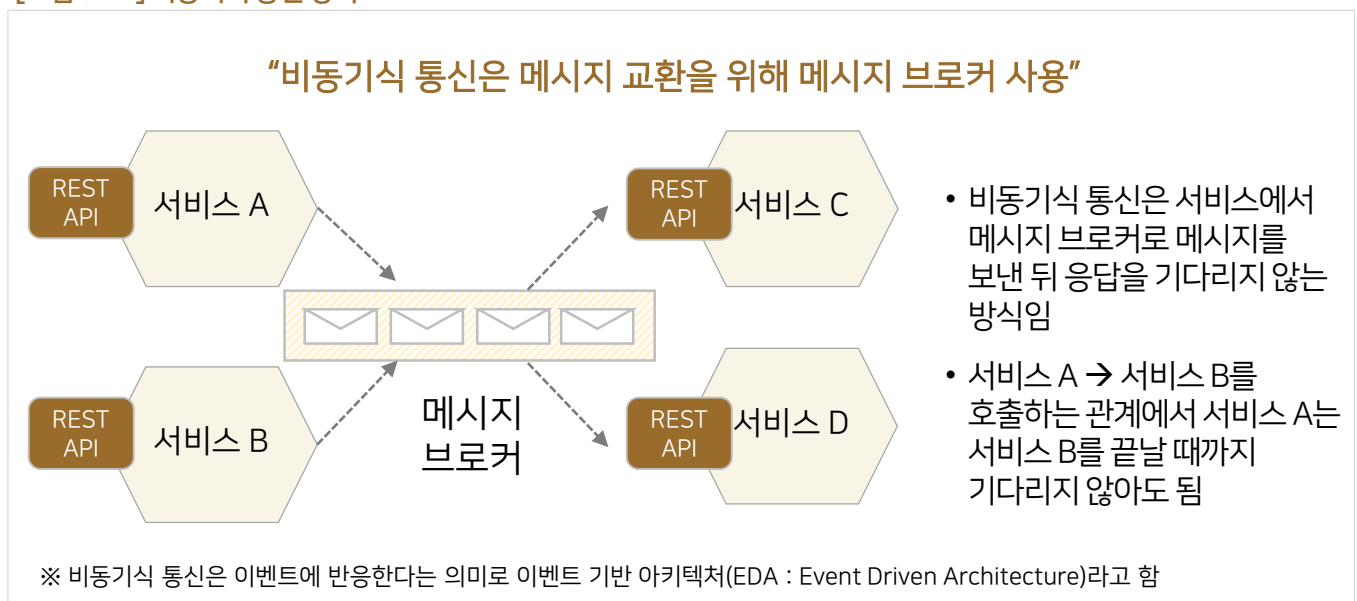 “비동기식 통신은 메시지 교환을 위해 메시지 브로커 사용”
REST
API
서비스 A
REST
API
서비스 C
REST
API
서비스 B
메시지
브로커
REST
API
서비스 D
• 비동기식 통신은 서비스에서
메시지 브로커로 메시지를
보낸 뒤 응답을 기다리지 않는
방식임
• 서비스 A → 서비스 B를
호출하는 관계에서 서비스 A는
서비스 B를 끝날 때까지
기다리지 않아도 됨
※ 비동기식 통신은 이벤트에 반응한다는 의미로 이벤트 기반 아키텍처(EDA : Event Driven Architecture)라고 함